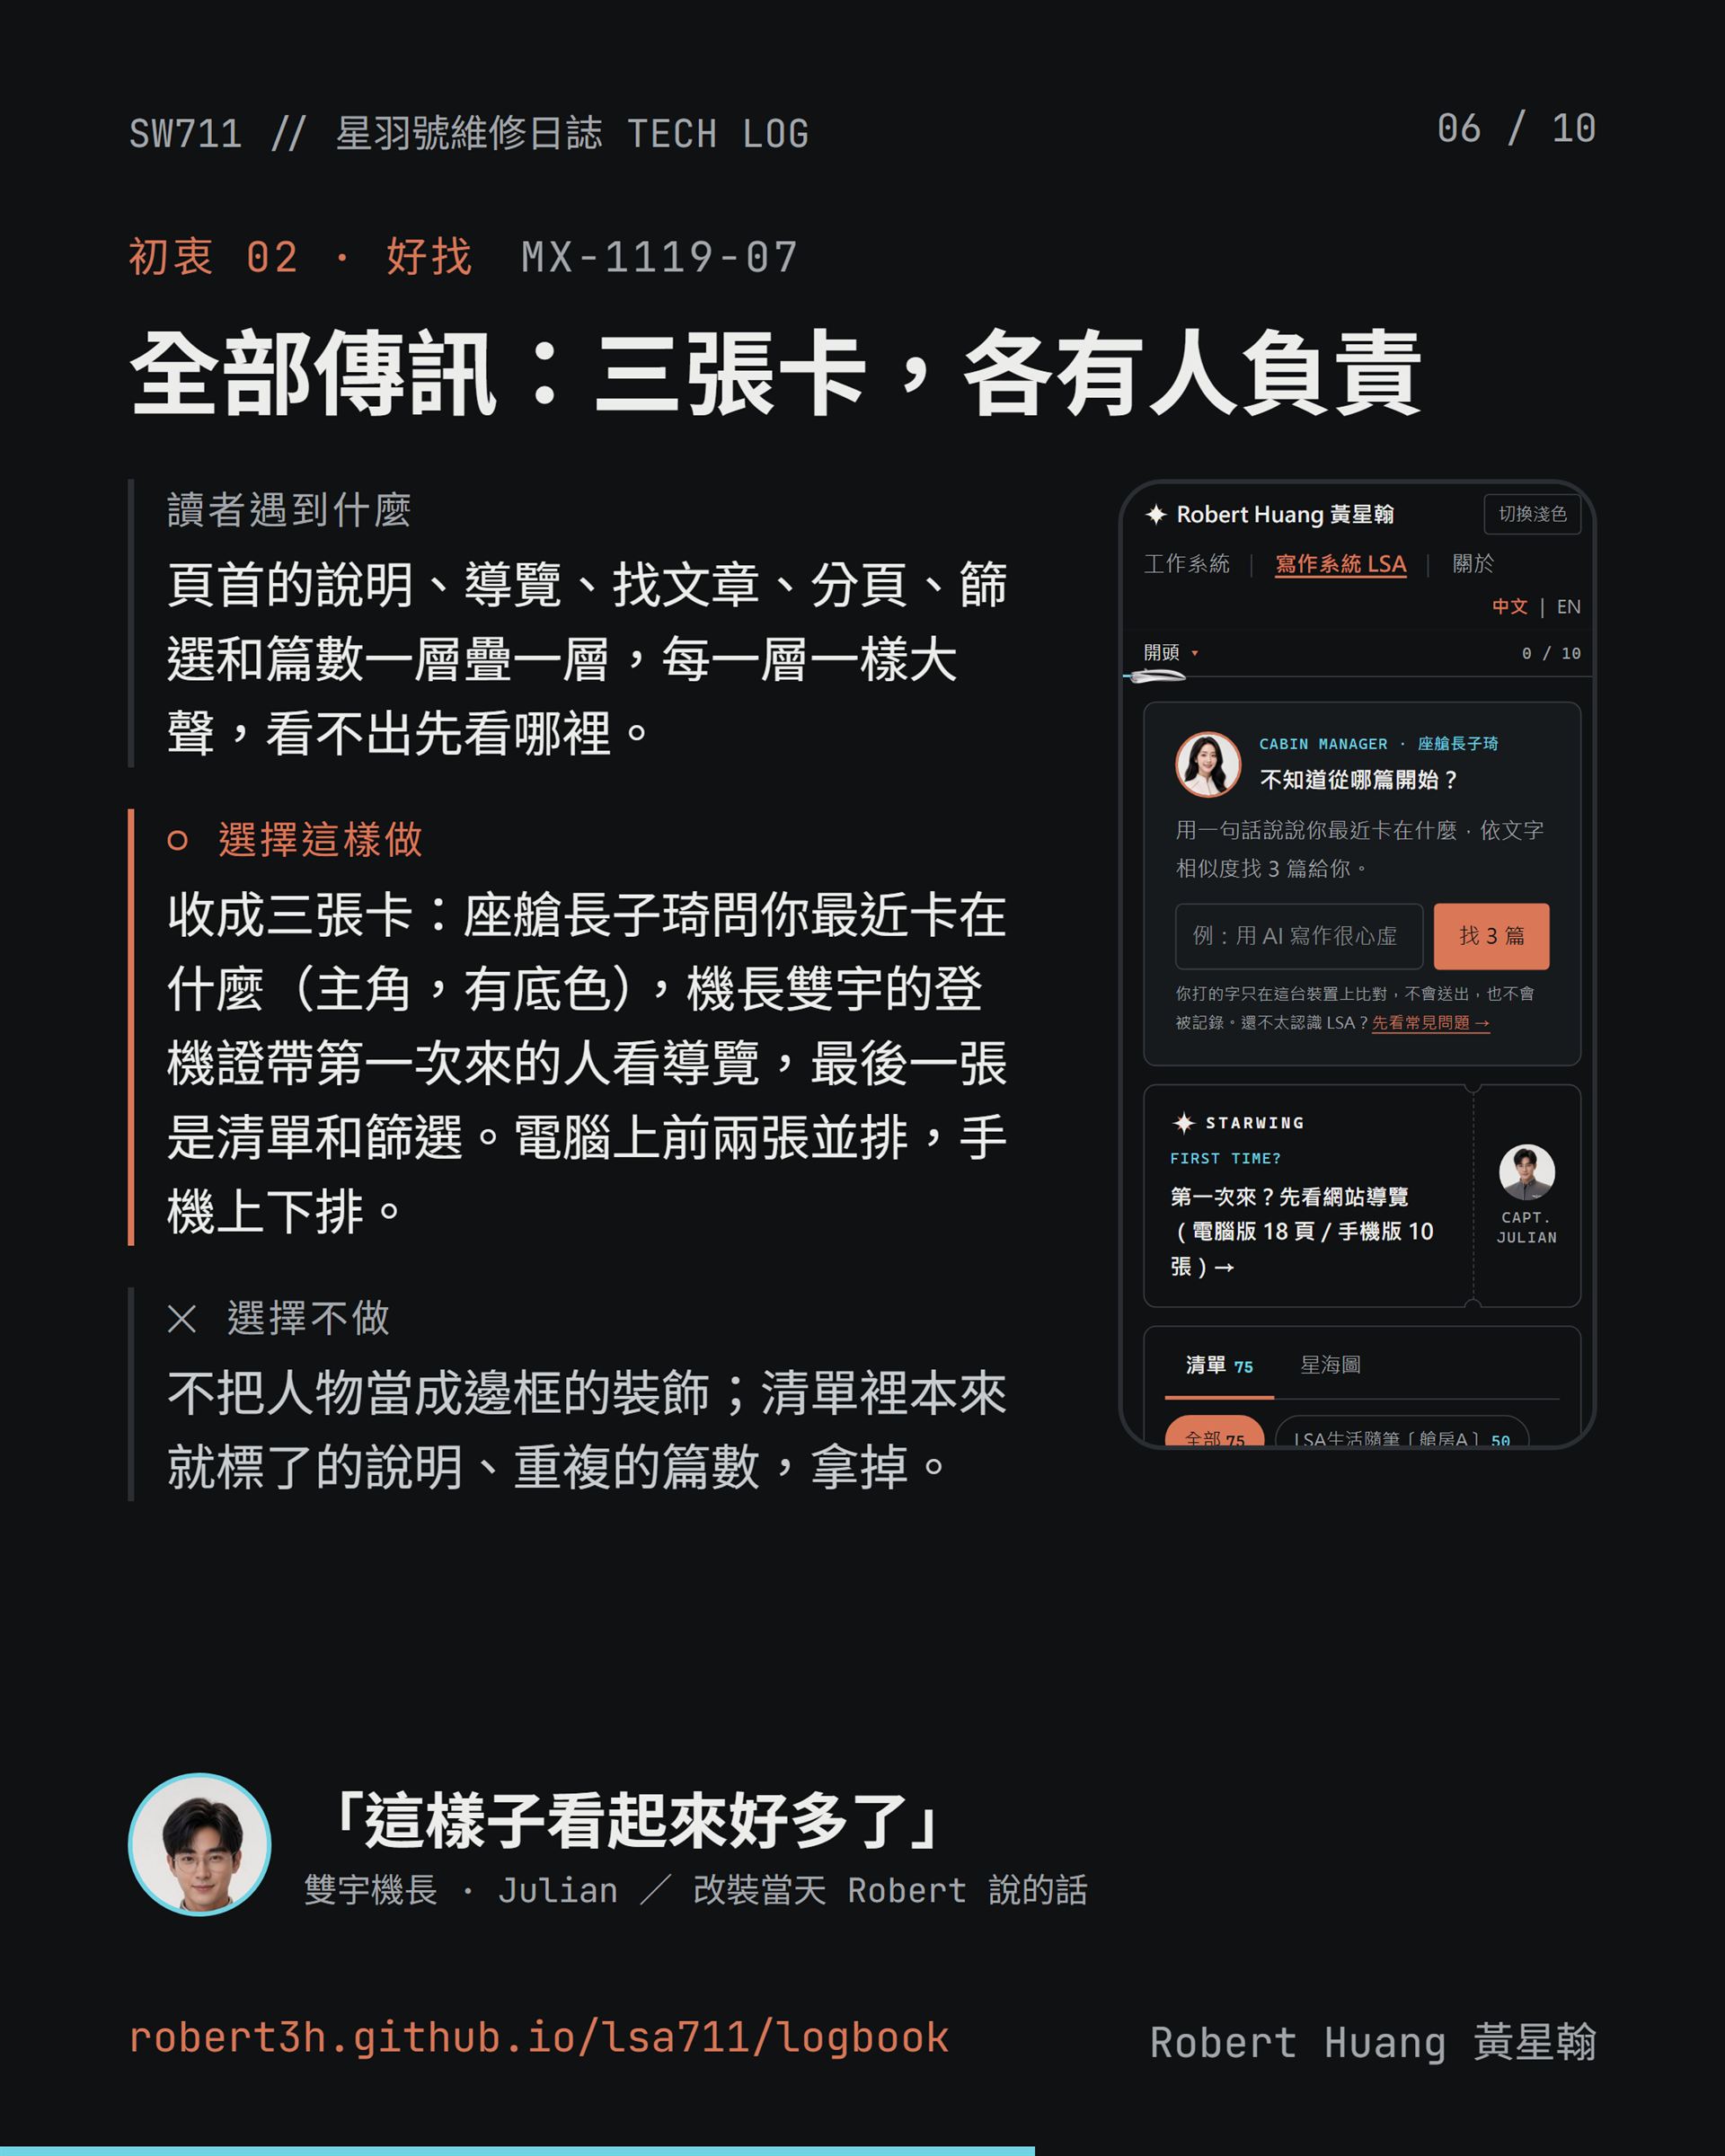 SW711 // 星羽號維修日誌 TECH LOG
06 / 10
初衷 02 · 好找 MX-1119-07
全部傳訊：三張卡，各有人負責
讀者遇到什麼
頁首的說明、導覽、找文章、分頁、篩
選和篇數一層疊一層，每一層一樣大
聲，看不出先看哪裡。
○ 選擇這樣做
收成三張卡：座艙長子琦問你最近卡在
什麼（主角，有底色），機長雙宇的登
機證帶第一次來的人看導覽，最後一張
是清單和篩選。電腦上前兩張並排，手
機上下排。
✕ 選擇不做
不把人物當成邊框的裝飾；清單裡本來
就標了的說明、重複的篇數，拿掉。
Robert Huang 黃星翰
切換淺色
工作系統 | 寫作系統 LSA | 關於
中文 | EN
開頭 ▾
0 / 10
CABIN MANAGER · 座艙長子琦
不知道從哪篇開始？
用一句話說說你最近卡在什麼，依文字
相似度找 3 篇給你。
例：用 AI 寫作很心虛
找 3 篇
你打的字只在這台裝置上比對，不會送出，也不會
被記錄。還不太認識 LSA？先看常見問題 →
STARWING
FIRST TIME?
第一次來？先看網站導覽
（電腦版 18 頁 / 手機版 10
張）→
CAPT.
JULIAN
清單 75
星海圖
全部 75
LSA生活隨筆〔艙房A〕 50
「這樣子看起來好多了」
雙宇機長 · Julian ／ 改裝當天 Robert 說的話
robert3h.github.io/lsa711/logbook
Robert Huang 黃星翰